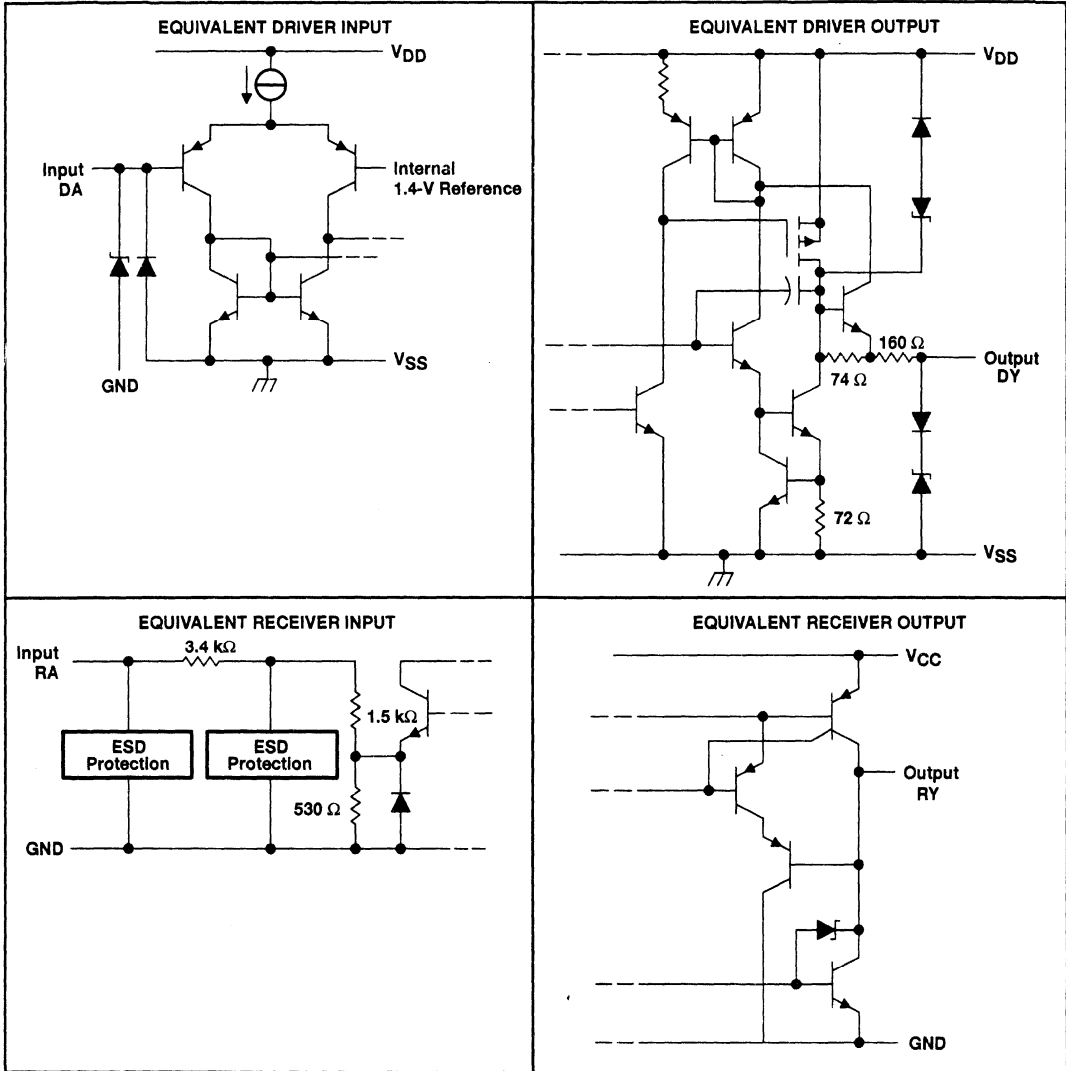 EQUIVALENT DRIVER INPUT
VDD
Input
DA
Internal
1.4-V Reference
VSS
GND
EQUIVALENT DRIVER OUTPUT
VDD
160 Ω
74 Ω
Output
DY
72 Ω
VSS
EQUIVALENT RECEIVER INPUT
3.4 kΩ
Input
RA
1.5 kΩ
ESD
Protection
ESD
Protection
530 Ω
GND
EQUIVALENT RECEIVER OUTPUT
VCC
Output
RY
GND